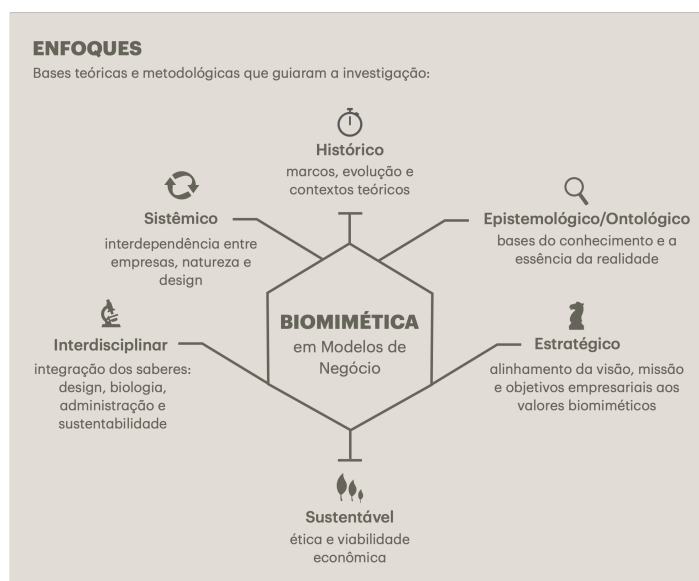 ENFOQUES
Bases teóricas e metodológicas que guiaram a investigação:
Histórico
marcos, evolução e
contextos teóricos
Sistêmico
interdependência entre
empresas, natureza e
design
Epistemológico/Ontológico
bases do conhecimento e a
essência da realidade
BIOMIMÉTICA
em Modelos de
Negócio
Interdisciplinar
integração dos saberes:
design, biologia,
administração e
sustentabilidade
Estratégico
alinhamento da visão, missão
e objetivos empresariais aos
valores biomiméticos
Sustentável
ética e viabilidade
econômica